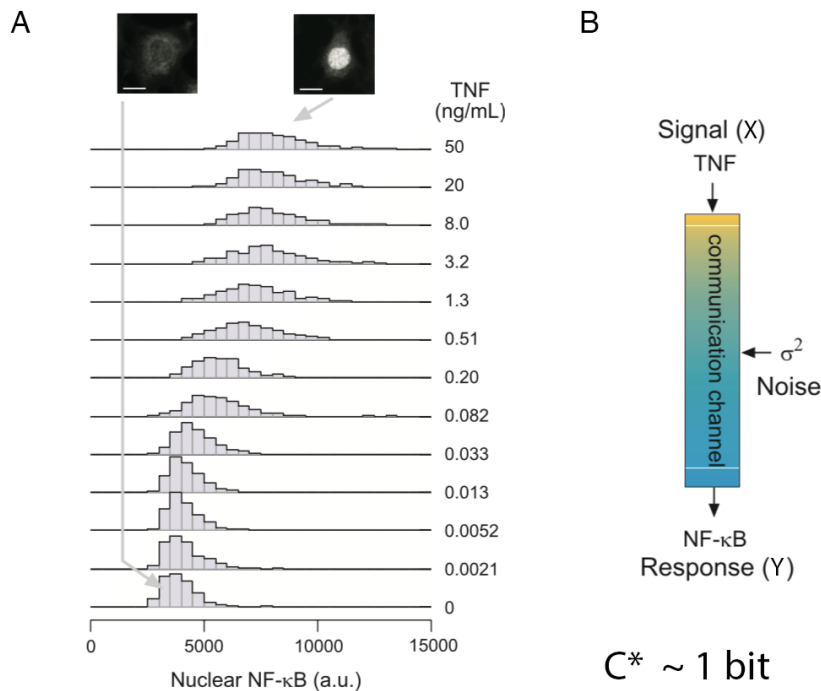 A
TNF
(ng/mL)
50
20
8.0
3.2
1.3
0.51
0.20
0.082
0.033
0.013
0.0052
0.0021
0
0 5000 10000 15000
Nuclear NF-κB (a.u.)
B
Signal (X)
TNF
communication channel
σ²
Noise
NF-κB
Response (Y)
C* ~ 1 bit